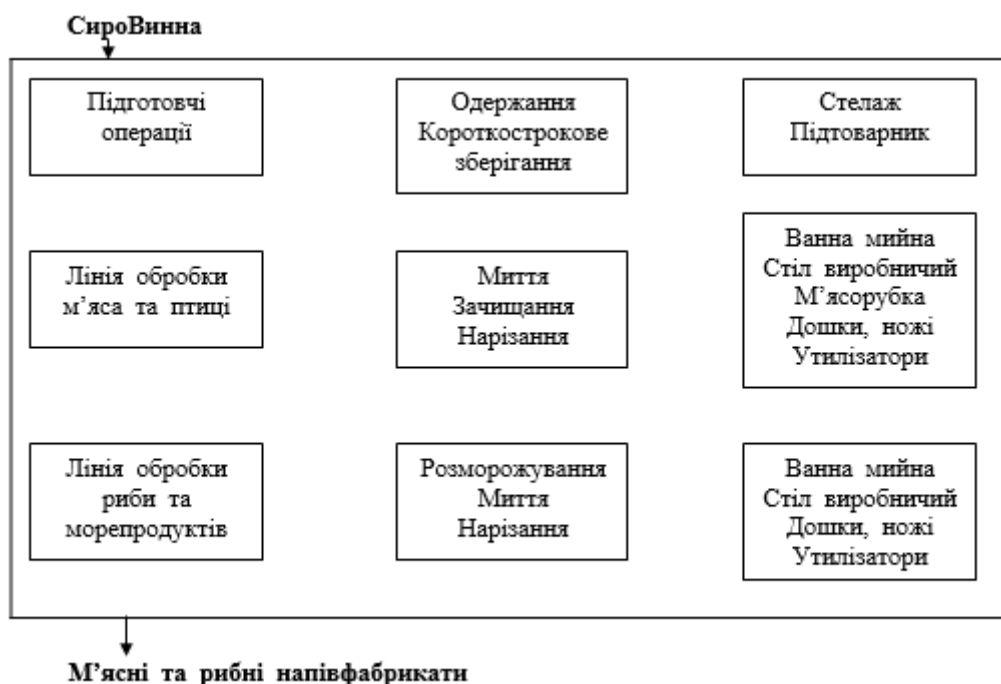 СироВинна
Підготовчі
операції
Одержання
Короткострокове
зберігання
Стелаж
Підтоварник
Лінія обробки
м’яса та птиці
Миття
Зачищання
Нарізання
Ванна мийна
Стіл виробничий
М’ясорубка
Дошки, ножі
Утилізатори
Лінія обробки
риби та
морепродуктів
Розморожування
Миття
Нарізання
Ванна мийна
Стіл виробничий
Дошки, ножі
Утилізатори
М’ясні та рибні напівфабрикати